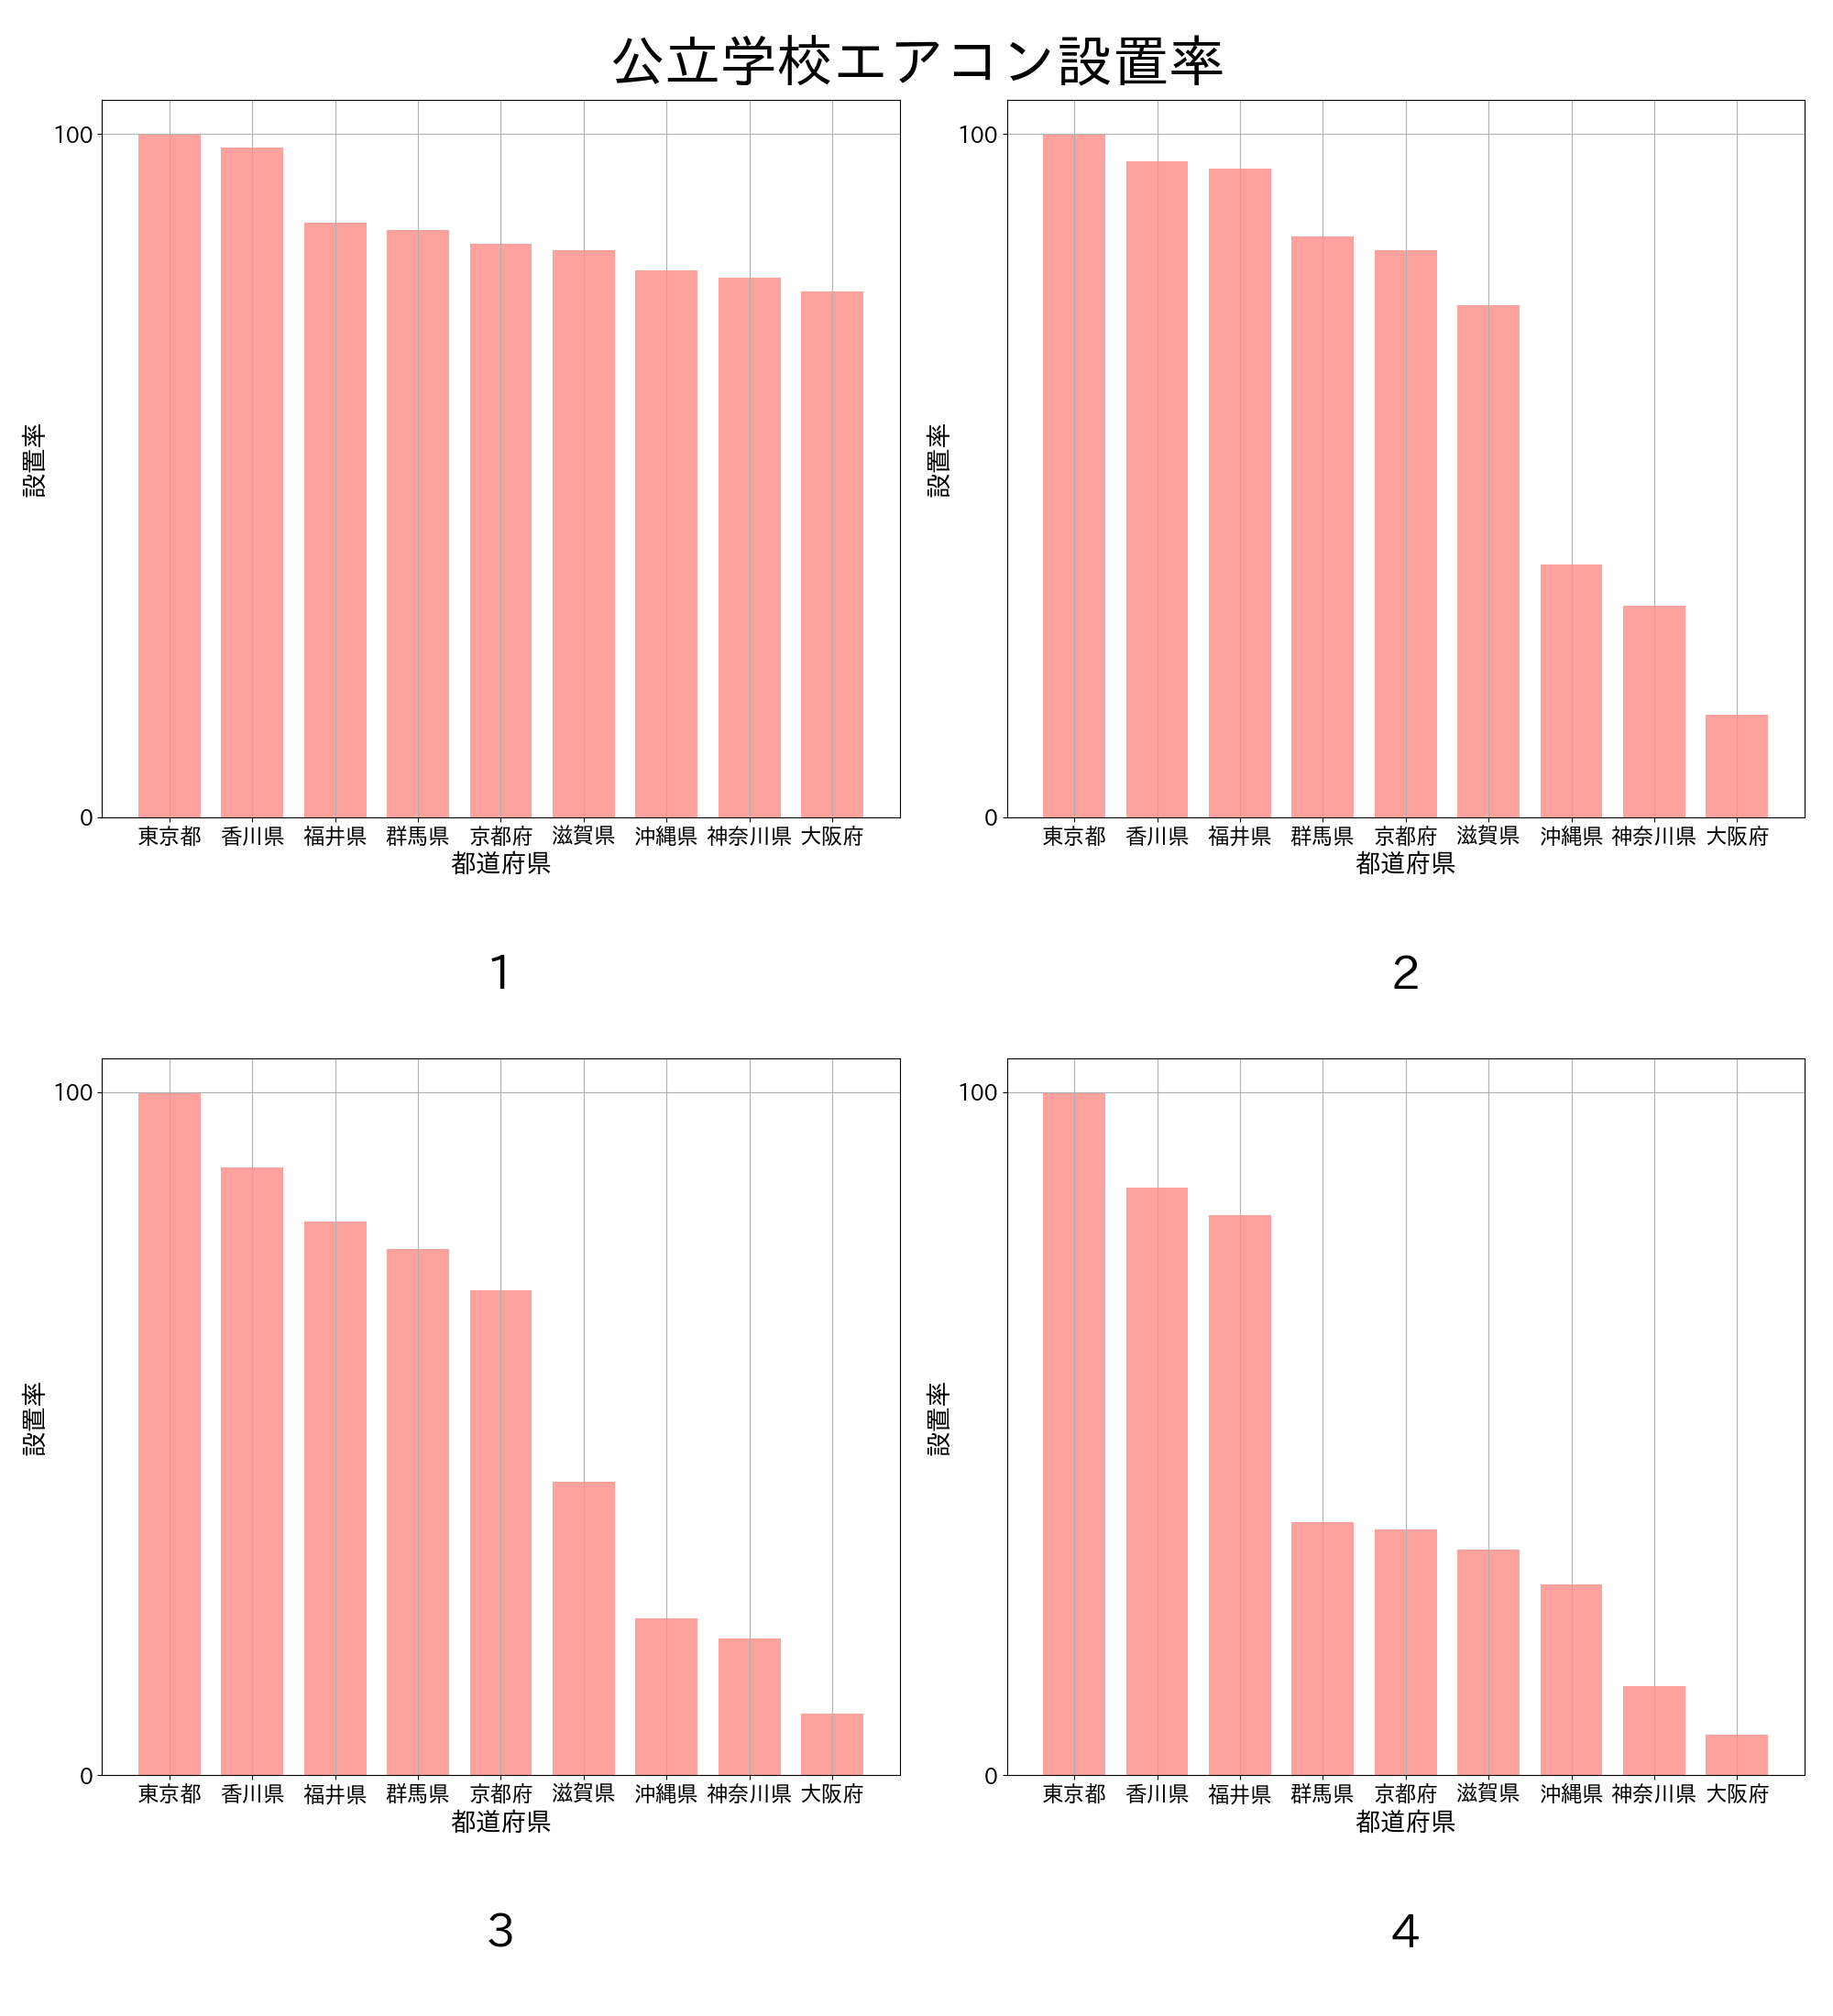 公立学校エアコン設置率
100
0
設置率
東京都 香川県 福井県 群馬県 京都府 滋賀県 沖縄県 神奈川県 大阪府
都道府県
1
100
0
設置率
東京都 香川県 福井県 群馬県 京都府 滋賀県 沖縄県 神奈川県 大阪府
都道府県
2
100
0
設置率
東京都 香川県 福井県 群馬県 京都府 滋賀県 沖縄県 神奈川県 大阪府
都道府県
3
100
0
設置率
東京都 香川県 福井県 群馬県 京都府 滋賀県 沖縄県 神奈川県 大阪府
都道府県
4